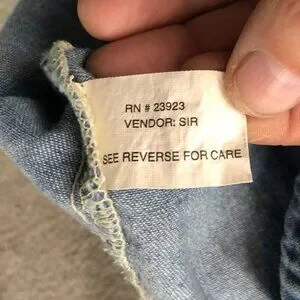 RN # 23923
VENDOR: SIR
SEE REVERSE FOR CARE